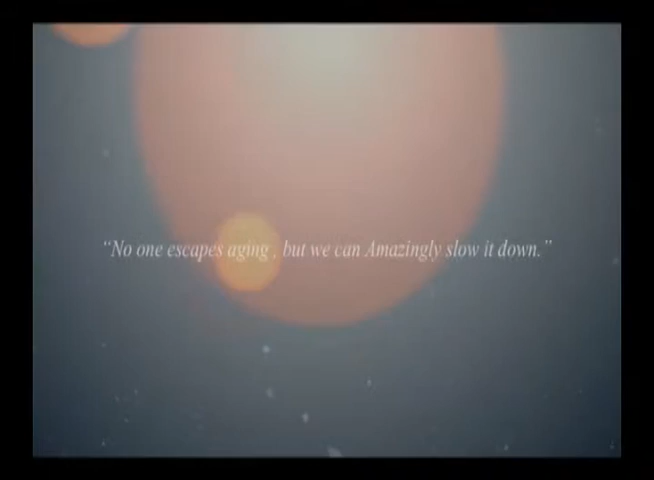 “No one escapes aging , but we can Amazingly slow it down.”